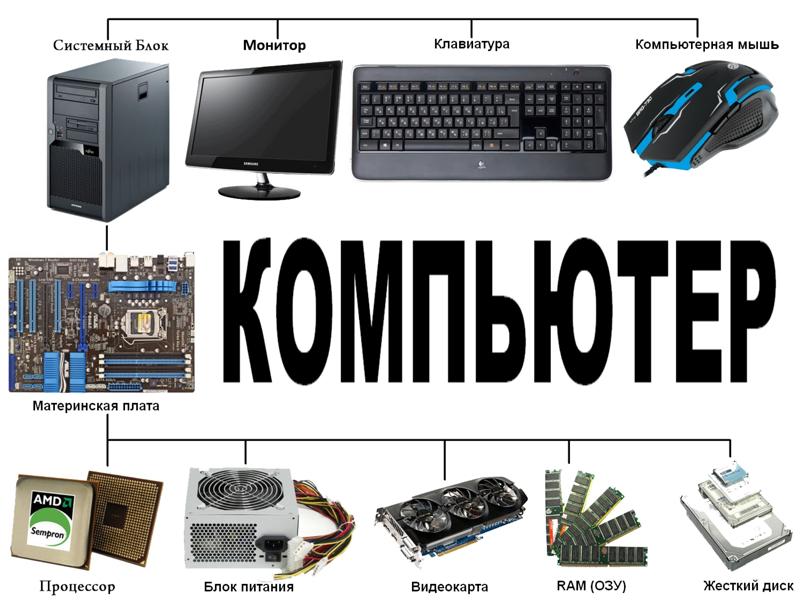 Системный Блок
Монитор
Клавиатура
Компьютерная мышь
SAMSUNG
КОМПЬЮТЕР
Материнская плата
AMD
Sempron
Процессор
Блок питания
Видеокарта
RAM (ОЗУ)
Жесткий диск